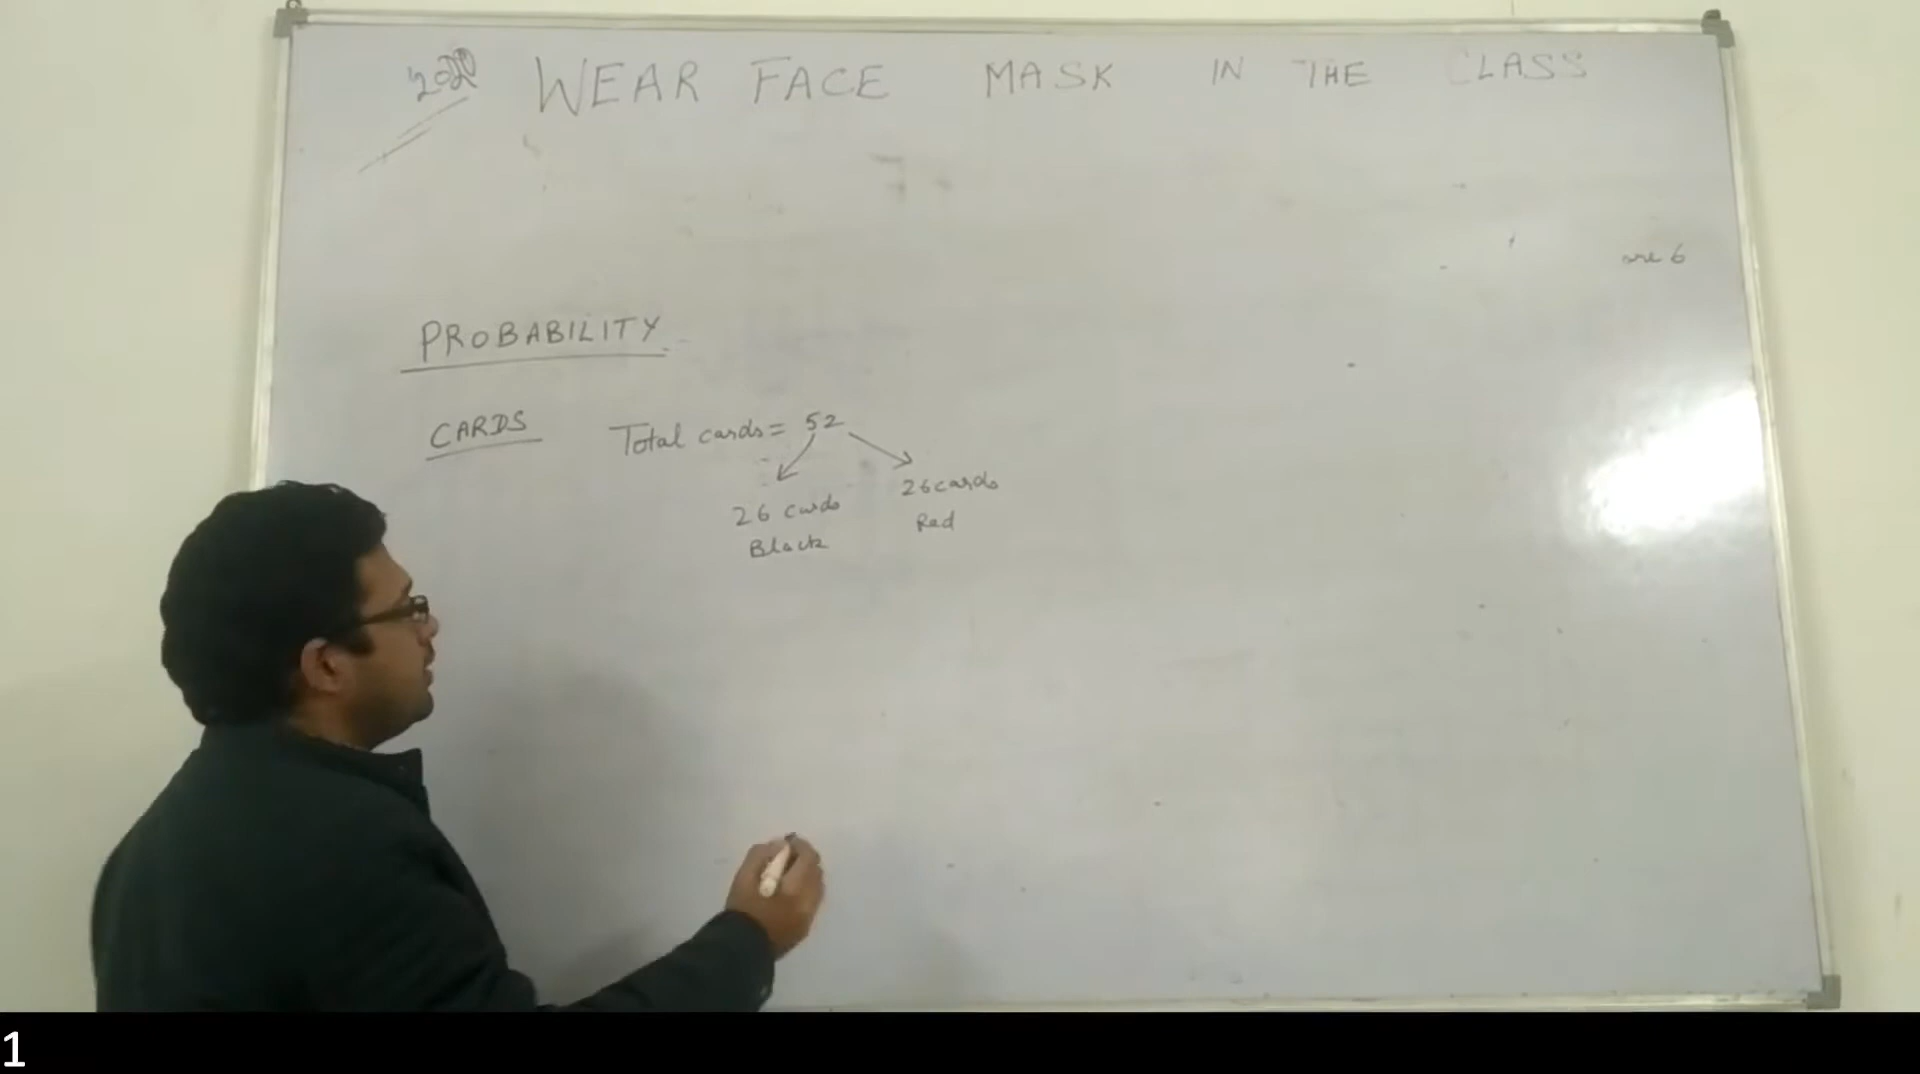 2020 WEAR FACE MASK IN THE CLASS
are 6
PROBABILITY
CARDS Total cards = 52
26 cards 26 cards
Black Red
1